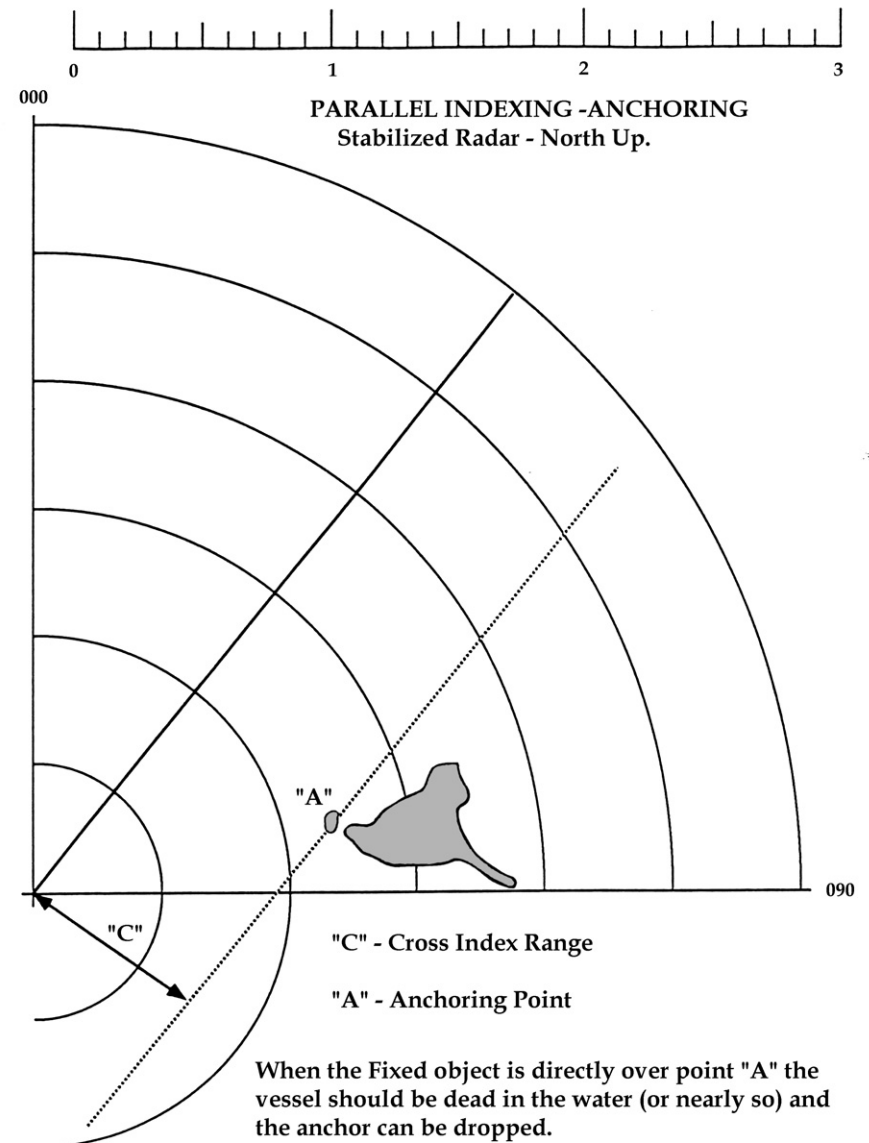 0 1 2 3
000
PARALLEL INDEXING -ANCHORING
Stabilized Radar - North Up.
"A"
090
"C"
"C" - Cross Index Range
"A" - Anchoring Point
When the Fixed object is directly over point "A" the
vessel should be dead in the water (or nearly so) and
the anchor can be dropped.